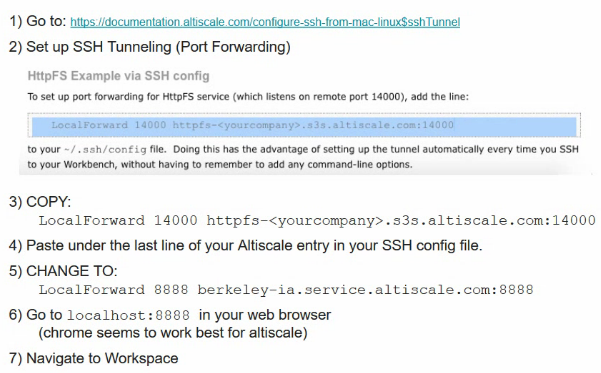 1) Go to: https://documentation.altiscale.com/configure-ssh-from-mac-linux$sshTunnel
2) Set up SSH Tunneling (Port Forwarding)
HttpFS Example via SSH config
To set up port forwarding for HttpFS service (which listens on remote port 14000), add the line:
LocalForward 14000 httpfs-<yourcompany>.s3s.altiscale.com:14000
to your ~/.ssh/config file. Doing this has the advantage of setting up the tunnel automatically every time you SSH
to your Workbench, without having to remember to add any command-line options.
3) COPY:
LocalForward 14000 httpfs-<yourcompany>.s3s.altiscale.com:14000
4) Paste under the last line of your Altiscale entry in your SSH config file.
5) CHANGE TO:
LocalForward 8888 berkeley-ia.service.altiscale.com:8888
6) Go to localhost:8888 in your web browser
(chrome seems to work best for altiscale)
7) Navigate to Workspace